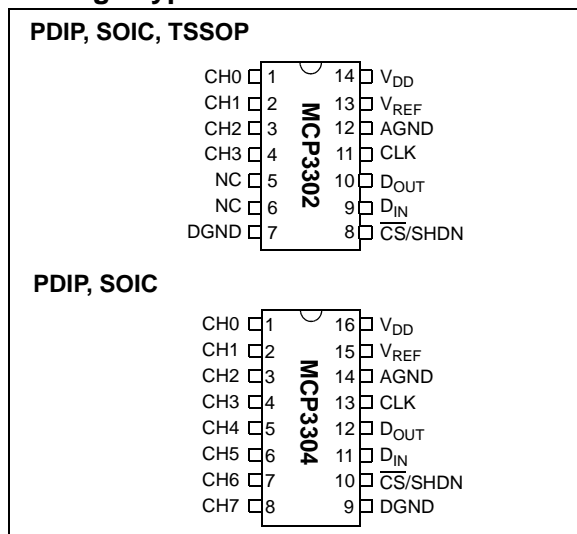 PDIP, SOIC, TSSOP
CH0 1 14 VDD
CH1 2 13 VREF
CH2 3 12 AGND
CH3 4 11 CLK
NC 5 10 DOUT
NC 6 9 DIN
DGND 7 8 CS/SHDN
MCP3302
PDIP, SOIC
CH0 1 16 VDD
CH1 2 15 VREF
CH2 3 14 AGND
CH3 4 13 CLK
CH4 5 12 DOUT
CH5 6 11 DIN
CH6 7 10 CS/SHDN
CH7 8 9 DGND
MCP3304